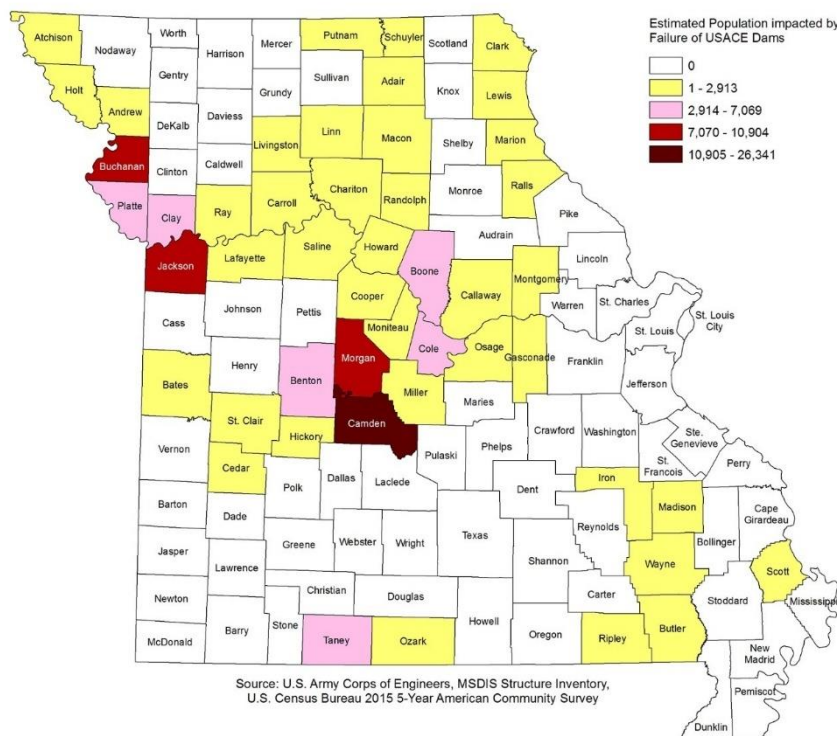 Estimated Population impacted by
Failure of USACE Dams
0
1 - 2,913
2,914 - 7,069
7,070 - 10,904
10,905 - 26,341
Atchison
Nodaway
Worth
Harrison
Mercer
Putnam
Schuyler
Scotland
Clark
Gentry
Sullivan
Adair
Knox
Lewis
Holt
Andrew
Grundy
DeKalb
Daviess
Linn
Macon
Shelby
Marion
Livingston
Buchanan
Clinton
Caldwell
Monroe
Ralls
Chariton
Randolph
Platte
Clay
Ray
Carroll
Pike
Audrain
Howard
Saline
Boone
Lincoln
Jackson
Lafayette
Callaway
Montgomery
Cooper
Warren
St. Charles
Johnson
Pettis
Moniteau
St. Louis
City
St. Louis
Cass
Cole
Osage
Gasconade
Franklin
Morgan
Henry
Benton
Jefferson
Bates
Miller
Maries
St. Clair
Camden
Crawford
Washington
Ste.
Genevieve
Hickory
Phelps
Vernon
Pulaski
St.
Francois
Perry
Cedar
Iron
Dallas
Laclede
Polk
Dent
Madison
Cape
Girardeau
Barton
Dade
Reynolds
Bollinger
Texas
Greene
Webster
Wright
Shannon
Jasper
Wayne
Scott
Lawrence
Christian
Carter
Stoddard
Mississippi
Newton
Douglas
Stone
Howell
Barry
Butler
McDonald
Taney
Ozark
Oregon
Ripley
New
Madrid
Pemiscot
Dunklin
Source: U.S. Army Corps of Engineers, MSDIS Structure Inventory,
U.S. Census Bureau 2015 5-Year American Community Survey